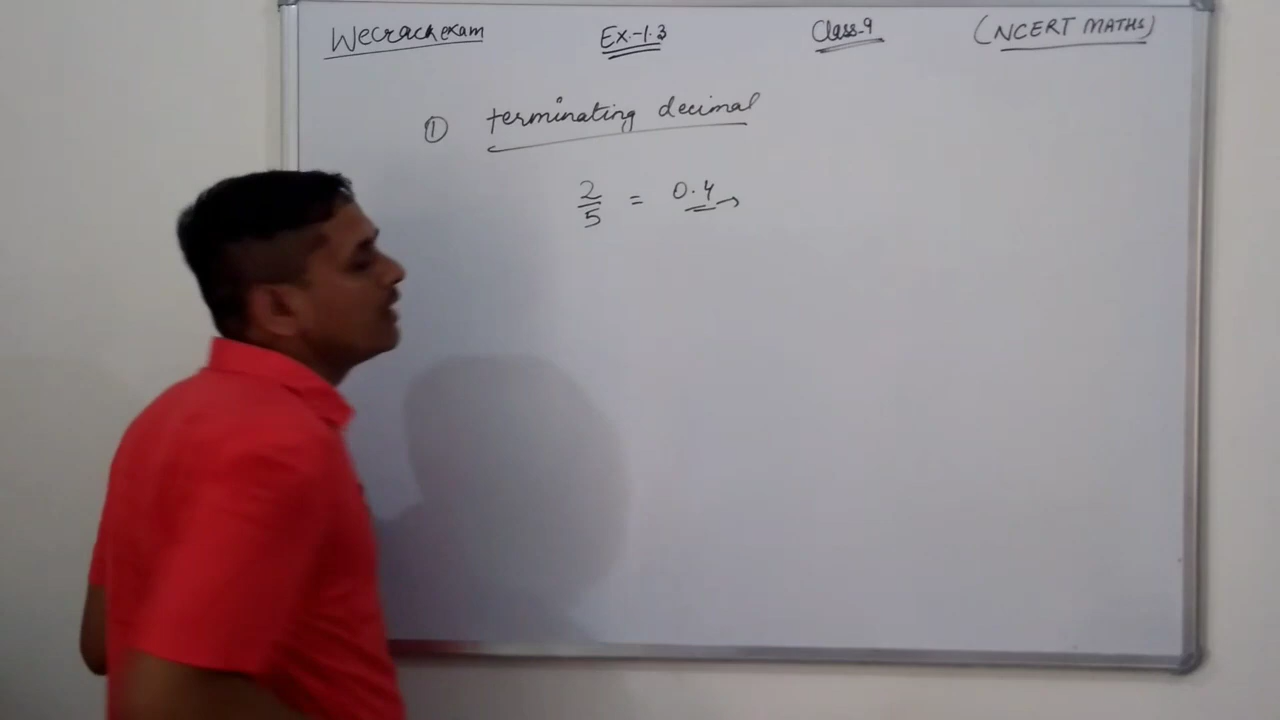 Wecrackexam Ex.-1.3 Class-9 (NCERT MATHS)
① terminating decimal
2/5 = 0.4 →